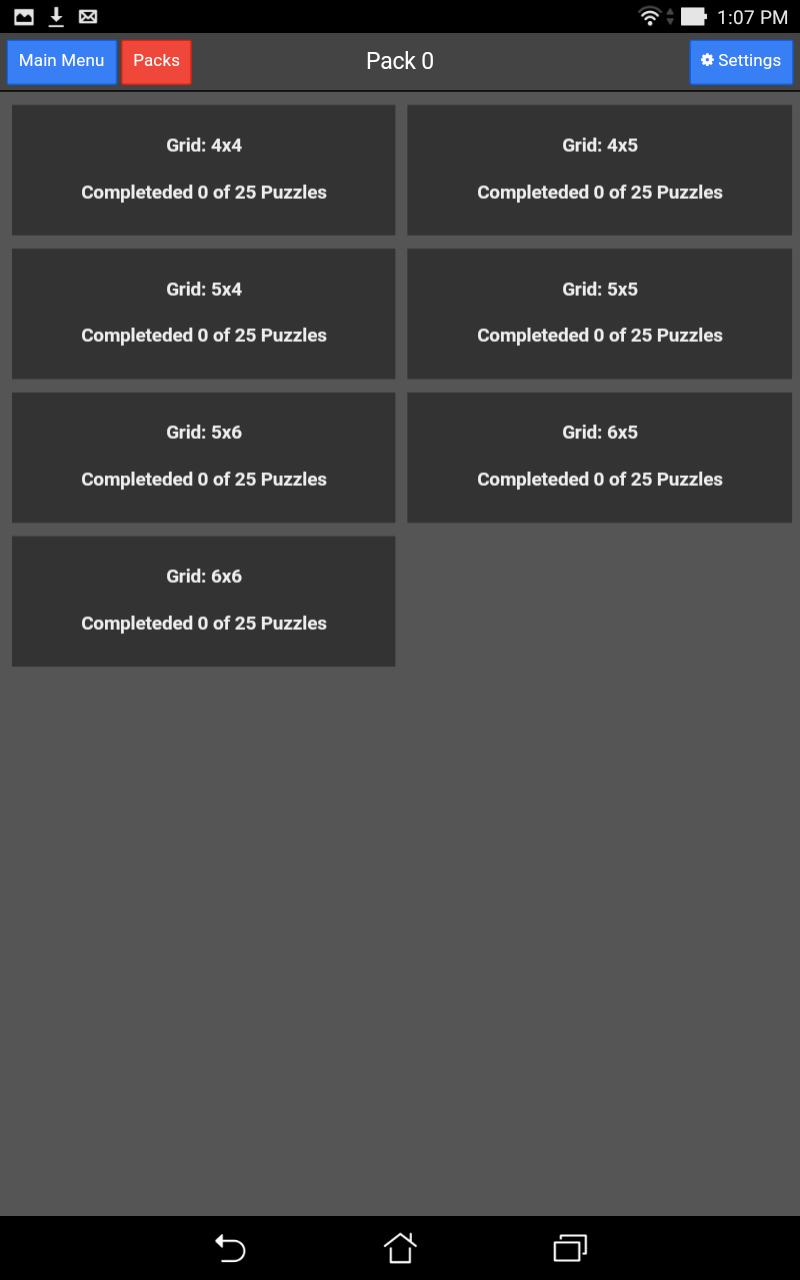 1:07 PM
Main Menu Packs Pack 0 Settings
Grid: 4x4
Completeded 0 of 25 Puzzles
Grid: 4x5
Completeded 0 of 25 Puzzles
Grid: 5x4
Completeded 0 of 25 Puzzles
Grid: 5x5
Completeded 0 of 25 Puzzles
Grid: 5x6
Completeded 0 of 25 Puzzles
Grid: 6x5
Completeded 0 of 25 Puzzles
Grid: 6x6
Completeded 0 of 25 Puzzles